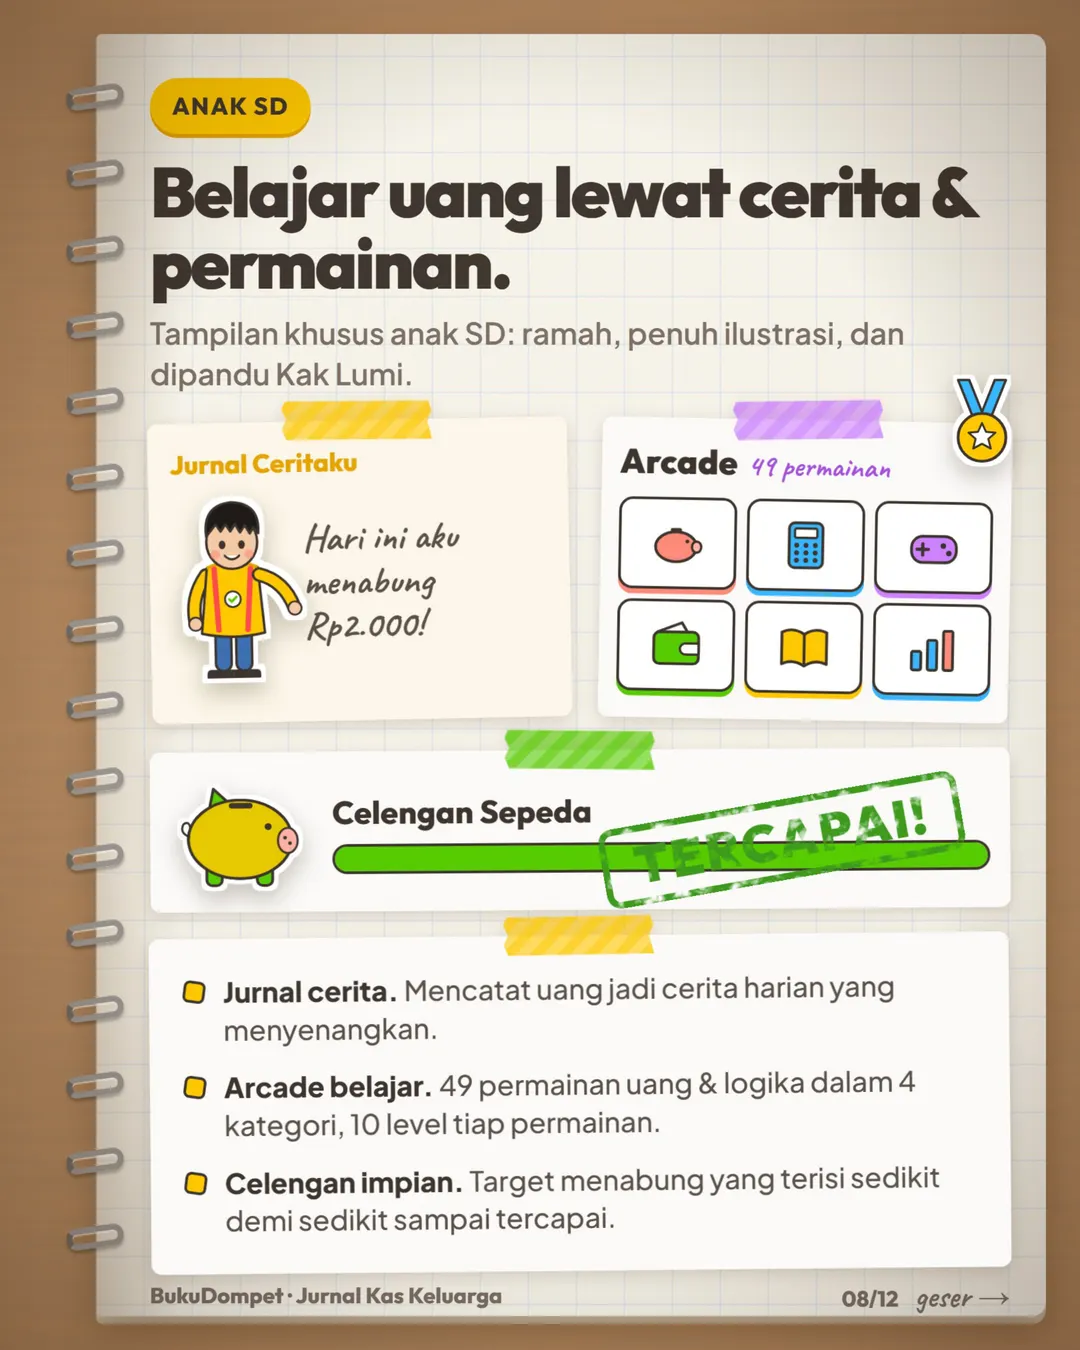 ANAK SD
Belajar uang lewat cerita &
permainan.
Tampilan khusus anak SD: ramah, penuh ilustrasi, dan
dipandu Kak Lumi.
Jurnal Ceritaku
Hari ini aku
menabung
Rp2.000!
Arcade 49 permainan
Celengan Sepeda
TERCAPAI!
Jurnal cerita. Mencatat uang jadi cerita harian yang
menyenangkan.
Arcade belajar. 49 permainan uang & logika dalam 4
kategori, 10 level tiap permainan.
Celengan impian. Target menabung yang terisi sedikit
demi sedikit sampai tercapai.
BukuDompet · Jurnal Kas Keluarga
08/12 geser →